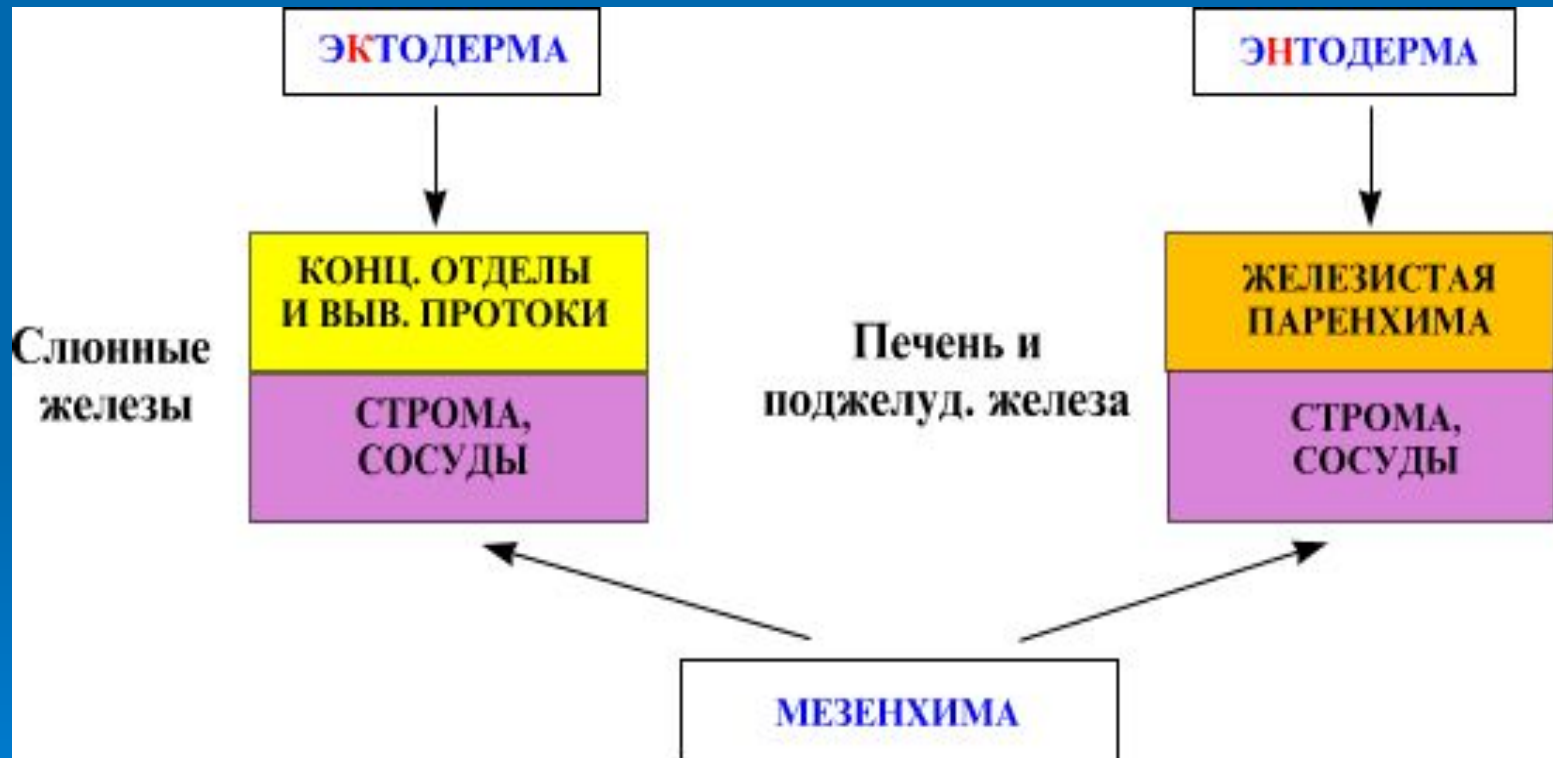 ЭКТОДЕРМА
ЭНТОДЕРМА
КОНЦ. ОТДЕЛЫ
И ВЫВ. ПРОТОКИ
ЖЕЛЕЗИСТАЯ
ПАРЕНХИМА
Слюнные
железы
Печень и
поджелуд. железа
СТРОМА,
СОСУДЫ
СТРОМА,
СОСУДЫ
МЕЗЕНХИМА